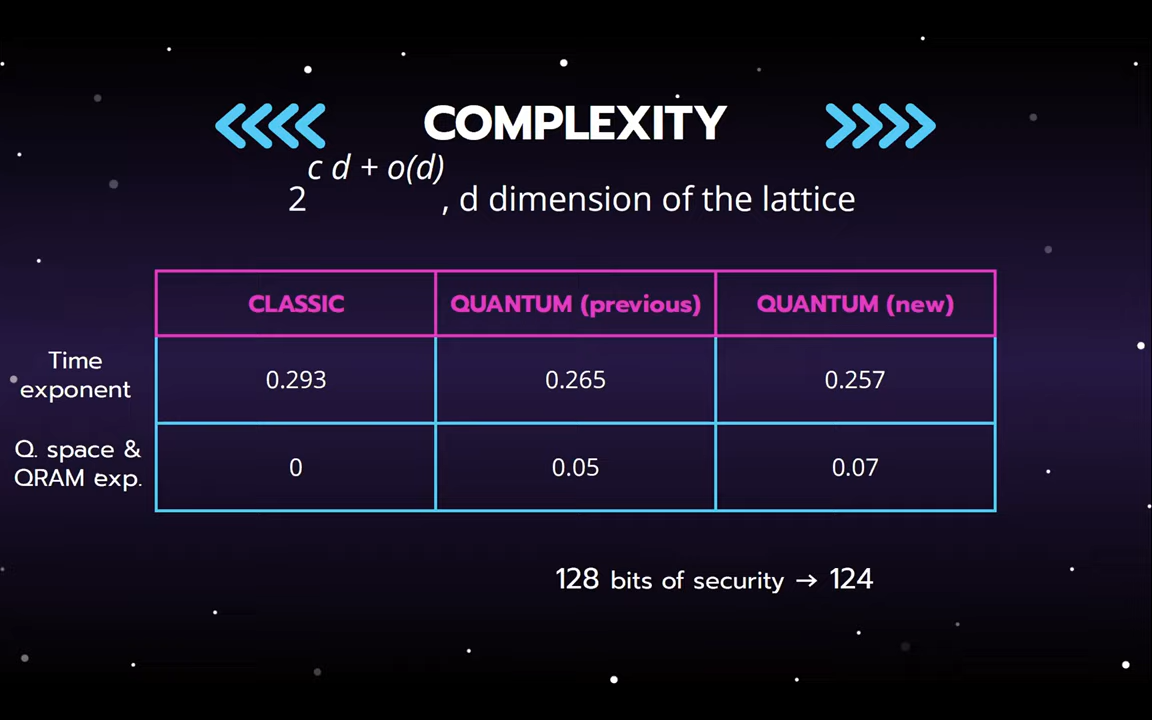 COMPLEXITY
2^{c d + o(d)}, d dimension of the lattice
CLASSIC QUANTUM (previous) QUANTUM (new)
Time exponent 0.293 0.265 0.257
Q. space & QRAM exp. 0 0.05 0.07
128 bits of security → 124